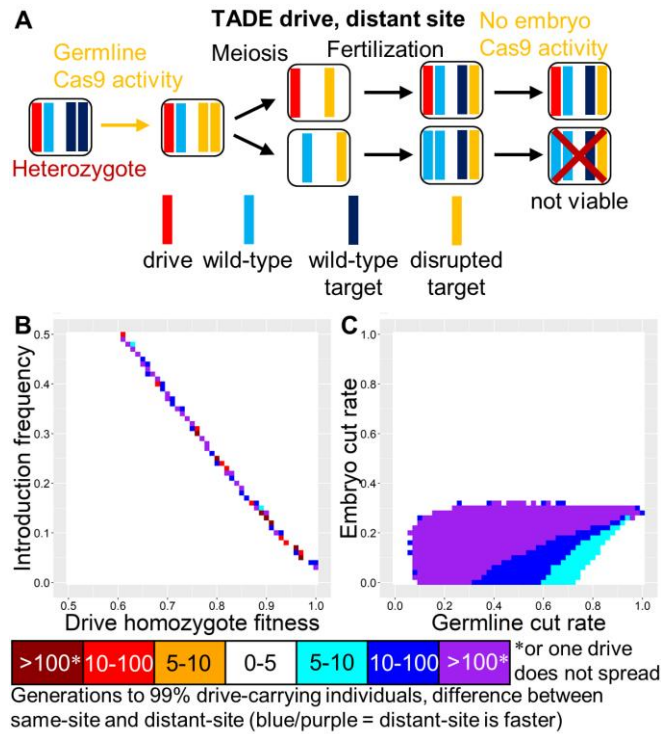 A
TADE drive, distant site
Germline
Cas9 activity
Meiosis
Fertilization
No embryo
Cas9 activity
Heterozygote
not viable
drive
wild-type
wild-type
target
disrupted
target
B
Introduction frequency
0.5
0.4
0.3
0.2
0.1
0.0
0.5 0.6 0.7 0.8 0.9 1.0
Drive homozygote fitness
C
Embryo cut rate
1.0
0.8
0.6
0.4
0.2
0.0
0.0 0.2 0.4 0.6 0.8 1.0
Germline cut rate
>100* 10-100 5-10 0-5 5-10 10-100 >100*
*or one drive
does not spread
Generations to 99% drive-carrying individuals, difference between
same-site and distant-site (blue/purple = distant-site is faster)